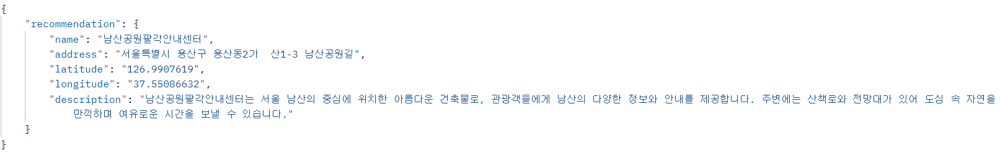 {
"recommendation": {
"name": "남산공원팔각안내센터",
"address": "서울특별시 용산구 용산동2가  산1-3 남산공원길",
"latitude": "126.9907619",
"longitude": "37.55086632",
"description": "남산공원팔각안내센터는 서울 남산의 중심에 위치한 아름다운 건축물로, 관광객들에게 남산의 다양한 정보와 안내를 제공합니다. 주변에는 산책로와 전망대가 있어 도심 속 자연을
만끽하며 여유로운 시간을 보낼 수 있습니다."
}
}